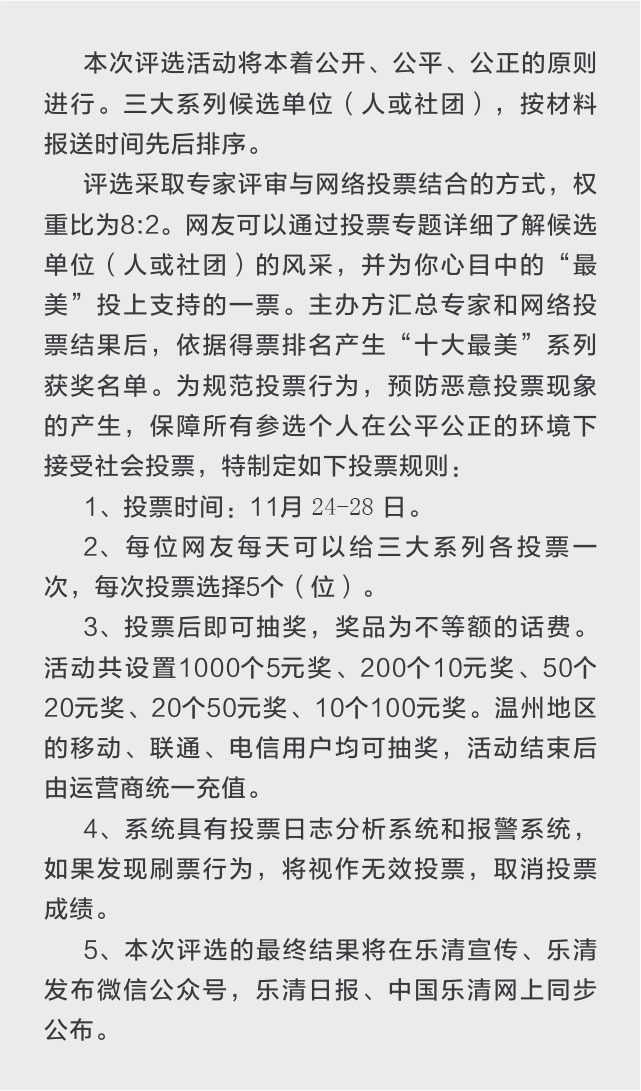 本次评选活动将本着公开、公平、公正的原则
进行。三大系列候选单位（人或社团），按材料
报送时间先后排序。
评选采取专家评审与网络投票结合的方式，权
重比为8:2。网友可以通过投票专题详细了解候选
单位（人或社团）的风采，并为你心目中的“最
美”投上支持的一票。主办方汇总专家和网络投
票结果后，依据得票排名产生“十大最美”系列
获奖名单。为规范投票行为，预防恶意投票现象
的产生，保障所有参选个人在公平公正的环境下
接受社会投票，特制定如下投票规则：
1、投票时间：11月 24-28 日。
2、每位网友每天可以给三大系列各投票一
次，每次投票选择5个（位）。
3、投票后即可抽奖，奖品为不等额的话费。
活动共设置1000个5元奖、200个10元奖、50个
20元奖、20个50元奖、10个100元奖。温州地区
的移动、联通、电信用户均可抽奖，活动结束后
由运营商统一充值。
4、系统具有投票日志分析系统和报警系统，
如果发现刷票行为，将视作无效投票，取消投票
成绩。
5、本次评选的最终结果将在乐清宣传、乐清
发布微信公众号，乐清日报、中国乐清网上同步
公布。